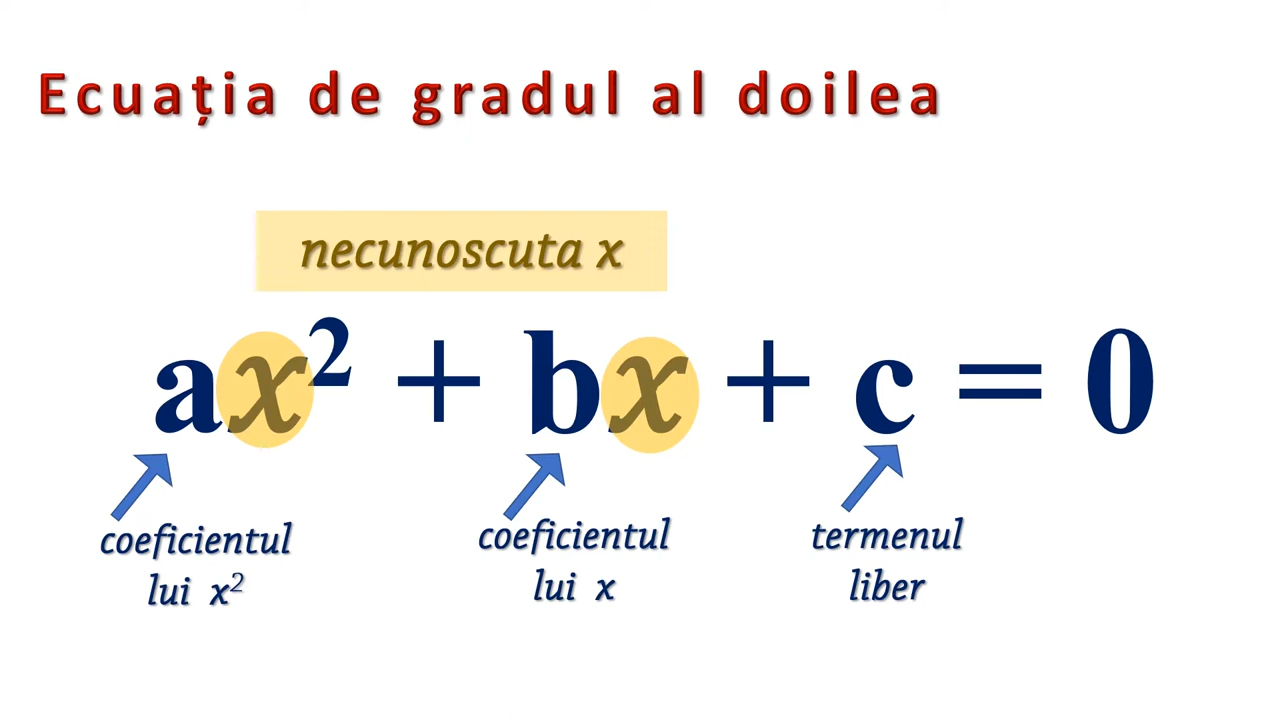 Ecuația de gradul al doilea
necunoscuta x
ax² + bx + c = 0
coeficientul
lui x²
coeficientul
lui x
termenul
liber